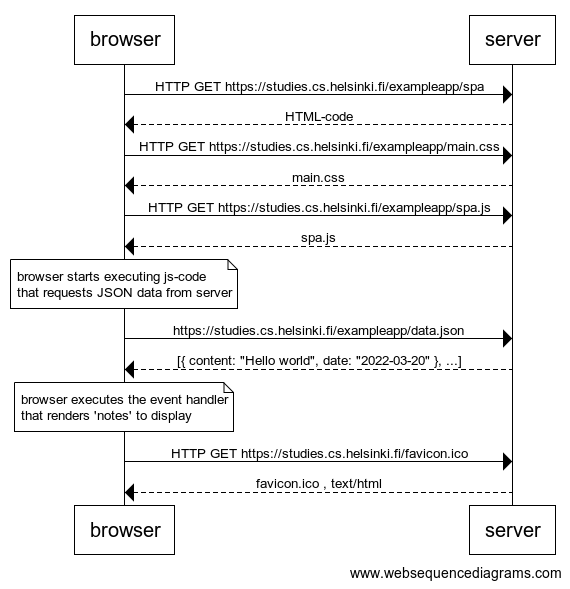 browser
server
HTTP GET https://studies.cs.helsinki.fi/exampleapp/spa
HTML-code
HTTP GET https://studies.cs.helsinki.fi/exampleapp/main.css
main.css
HTTP GET https://studies.cs.helsinki.fi/exampleapp/spa.js
spa.js
browser starts executing js-code
that requests JSON data from server
https://studies.cs.helsinki.fi/exampleapp/data.json
[{ content: "Hello world", date: "2022-03-20" }, ...]
browser executes the event handler
that renders 'notes' to display
HTTP GET https://studies.cs.helsinki.fi/favicon.ico
favicon.ico , text/html
browser
server
www.websequencediagrams.com